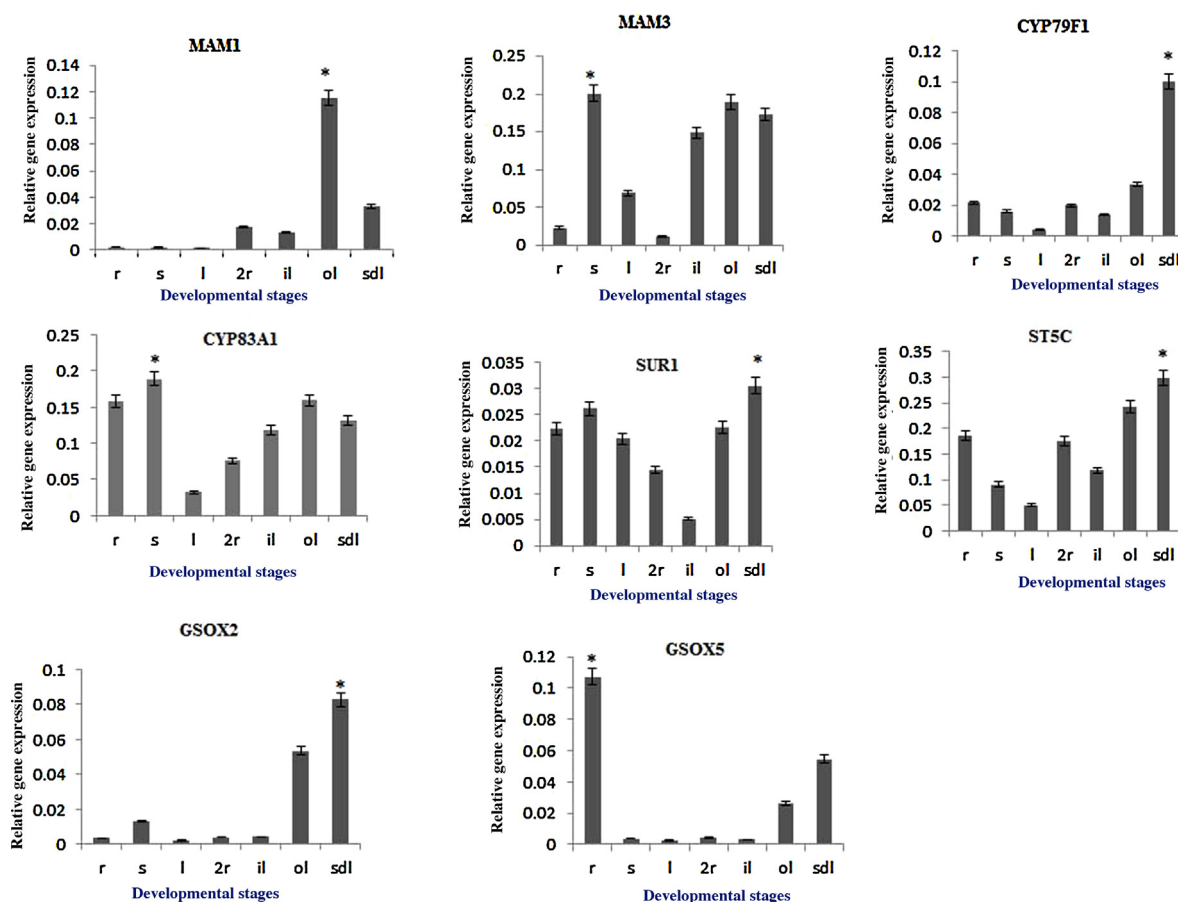 MAM1
Relative gene expression
0.14
0.12
0.1
0.08
0.06
0.04
0.02
0
*
r s l 2r il ol sdl
Developmental stages
MAM3
Relative gene expression
0.25
0.2
0.15
0.1
0.05
0
*
r s l 2r il ol sdl
Developmental stages
CYP79F1
Relative gene expression
0.12
0.1
0.08
0.06
0.04
0.02
0
*
r s l 2r il ol sdl
Developmental stages
CYP83A1
Relative gene expression
0.25
0.2
0.15
0.1
0.05
0
*
r s l 2r il ol sdl
Developmental stages
SUR1
Relative gene expression
0.035
0.03
0.025
0.02
0.015
0.01
0.005
0
*
r s l 2r il ol sdl
Developmental stages
ST5C
Relative gene expression
0.35
0.3
0.25
0.2
0.15
0.1
0.05
0
*
r s l 2r il ol sdl
Developmental stages
GSOX2
Relative gene expression
0.1
0.08
0.06
0.04
0.02
0
*
r s l 2r il ol sdl
Developmental stages
GSOX5
Relative gene expression
0.12
0.1
0.08
0.06
0.04
0.02
0
*
r s l 2r il ol sdl
Developmental stages